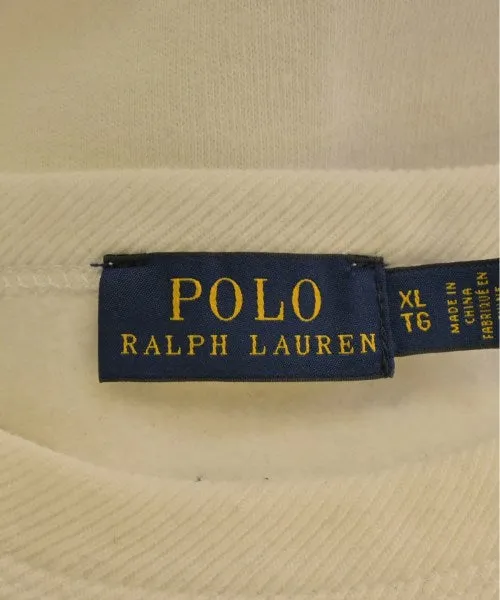 POLO
RALPH LAUREN
XL
TG
MADE IN
CHINA
FABRIQUÉ EN